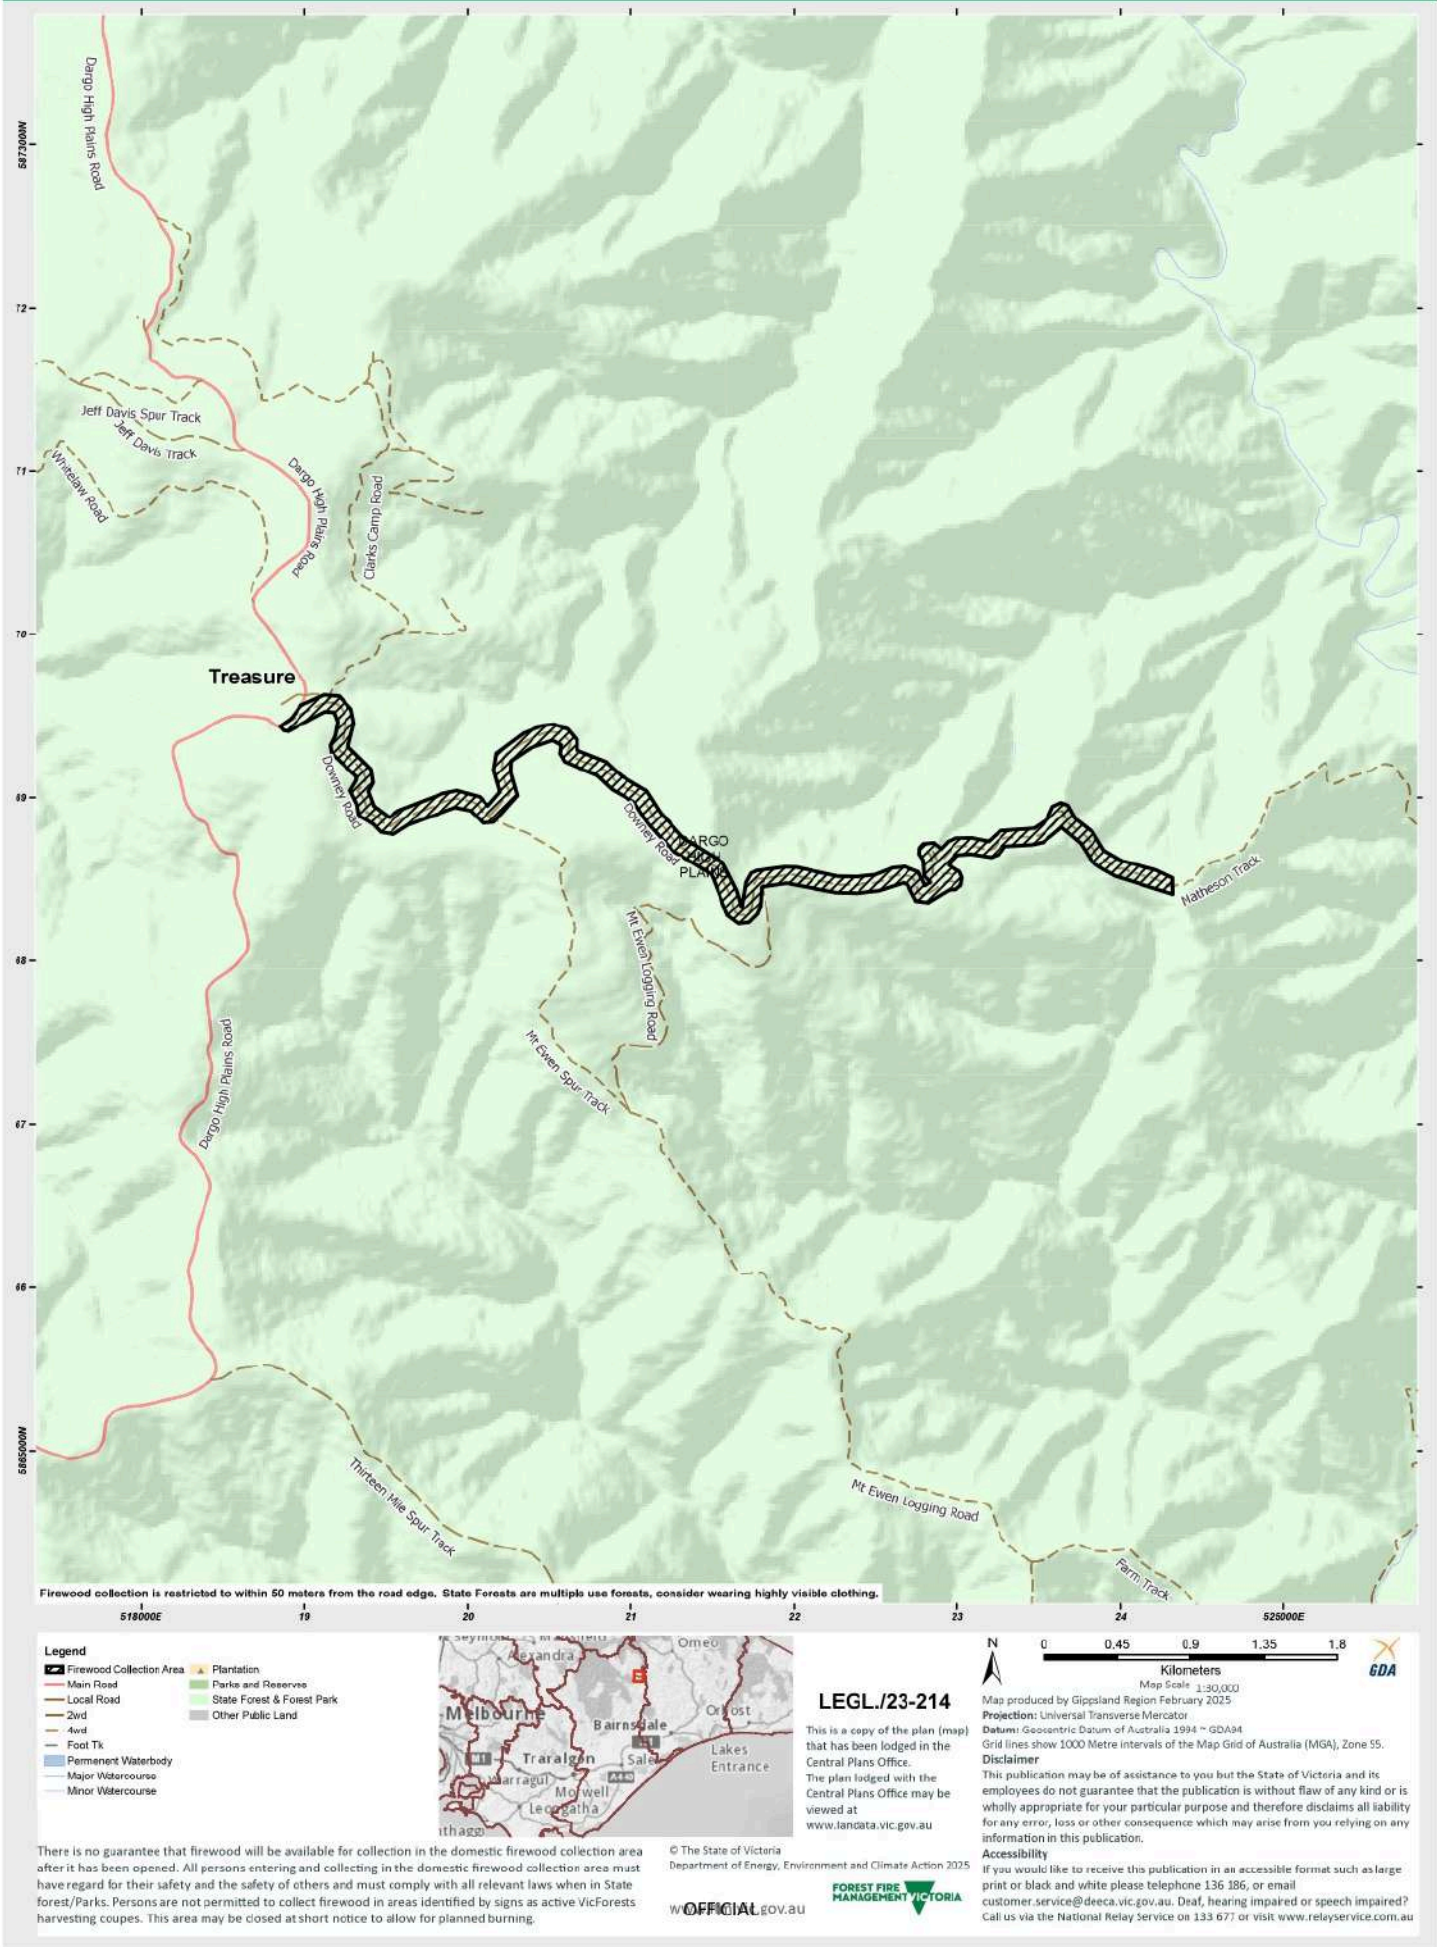 Dargo High Plains Road
5873000N
72
Jeff Davis Spur Track
Jeff Davis Track
Whitelaw Road
71
Dargo High Plains Road
Clarks Camp Road
70
Treasure
69
Downey Road
Downey Road
DARGO
PLAINS
Matheson Track
68
Mt Ewen Logging Road
Mt Ewen Spur Track
Dargo High Plains Road
67
66
5865000N
Thirteen Mile Spur Track
Mt Ewen Logging Road
Farm Track
Firewood collection is restricted to within 50 meters from the road edge. State Forests are multiple use forests, consider wearing highly visible clothing.
518000E 19 20 21 22 23 24 525000E
Legend
Firewood Collection Area
Main Road
Local Road
2wd
4wd
Foot Tk
Permenent Waterbody
Major Watercourse
Minor Watercourse
Plantation
Parks and Reserves
State Forest & Forest Park
Other Public Land
Alexandra
Omeo
Melbourne
Orbost
Bairnsdale
M1
Traralgon
Sale
Lakes
Entrance
Warragul
Morwell
Leongatha
LEGL./23-214
This is a copy of the plan (map)
that has been lodged in the
Central Plans Office.
The plan lodged with the
Central Plans Office may be
viewed at
www.landata.vic.gov.au
N
0 0.45 0.9 1.35 1.8
Kilometers
Map Scale 1:30,000
GDA
Map produced by Gippsland Region February 2025
Projection: Universal Transverse Mercator
Datum: Geocentric Datum of Australia 1994 ~ GDA94
Grid lines show 1000 Metre intervals of the Map Grid of Australia (MGA), Zone 55.
Disclaimer
This publication may be of assistance to you but the State of Victoria and its
employees do not guarantee that the publication is without flaw of any kind or is
wholly appropriate for your particular purpose and therefore disclaims all liability
for any error, loss or other consequence which may arise from you relying on any
information in this publication.
Accessibility
If you would like to receive this publication in an accessible format such as large
print or black and white please telephone 136 186, or email
customer.service@deeca.vic.gov.au. Deaf, hearing impaired or speech impaired?
Call us via the National Relay Service on 133 677 or visit www.relayservice.com.au
There is no guarantee that firewood will be available for collection in the domestic firewood collection area
after it has been opened. All persons entering and collecting in the domestic firewood collection area must
have regard for their safety and the safety of others and must comply with all relevant laws when in State
forest/Parks. Persons are not permitted to collect firewood in areas identified by signs as active VicForests
harvesting coupes. This area may be closed at short notice to allow for planned burning.
© The State of Victoria
Department of Energy, Environment and Climate Action 2025
OFFICIAL
FOREST FIRE
MANAGEMENT VICTORIA